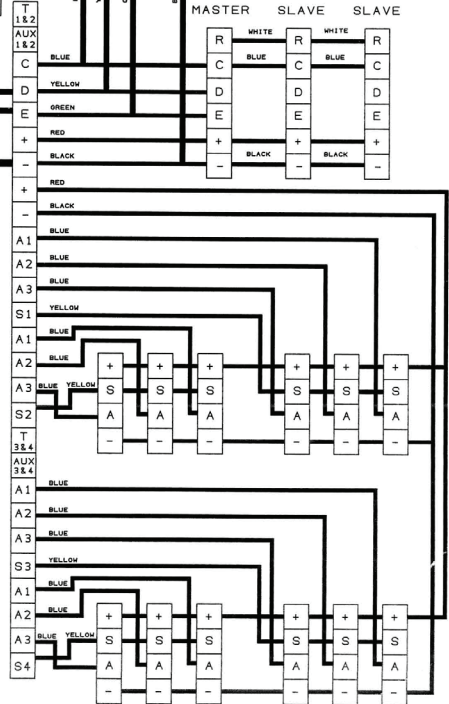 MASTER SLAVE SLAVE
T
1&2
AUX
1&2
R WHITE R WHITE R
C BLUE C BLUE C BLUE C
D YELLOW D D D
E GREEN E E E
+ RED + + +
- BLACK - BLACK - BLACK -
+ RED
- BLACK
A1 BLUE
A2 BLUE
A3 BLUE
S1 YELLOW
A1 BLUE
A2 BLUE + + + + + +
A3 BLUE YELLOW S S S S S S
S2 A A A A A A
T
3&4
- - - - - -
AUX
3&4
A1 BLUE
A2 BLUE
A3 BLUE
S3 YELLOW
A1 BLUE
A2 BLUE + + + + + +
A3 BLUE YELLOW S S S S S S
S4 A A A A A A
- - - - - -